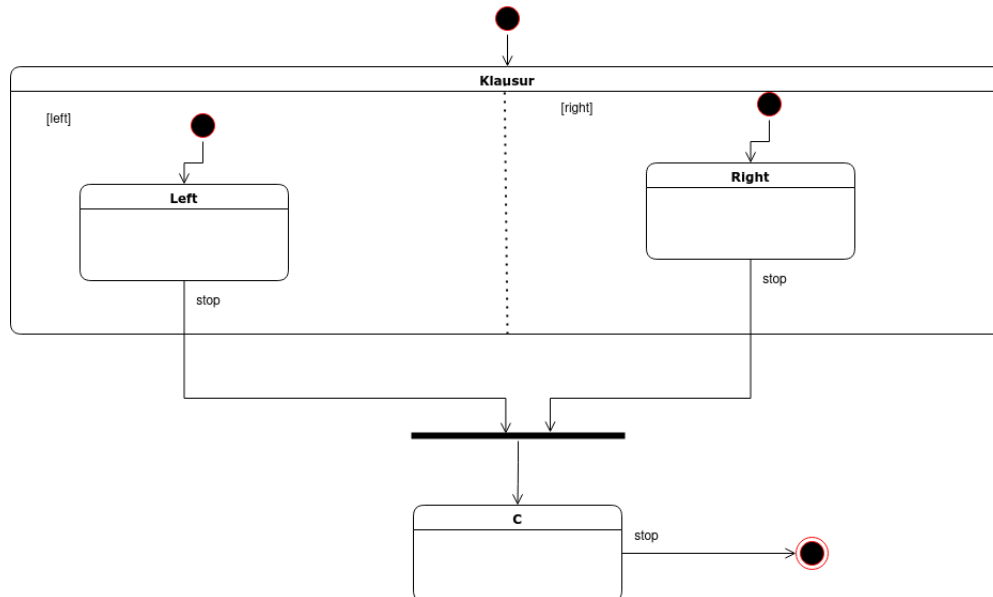 Klausur
[left]
[right]
Left
Right
stop
stop
C
stop